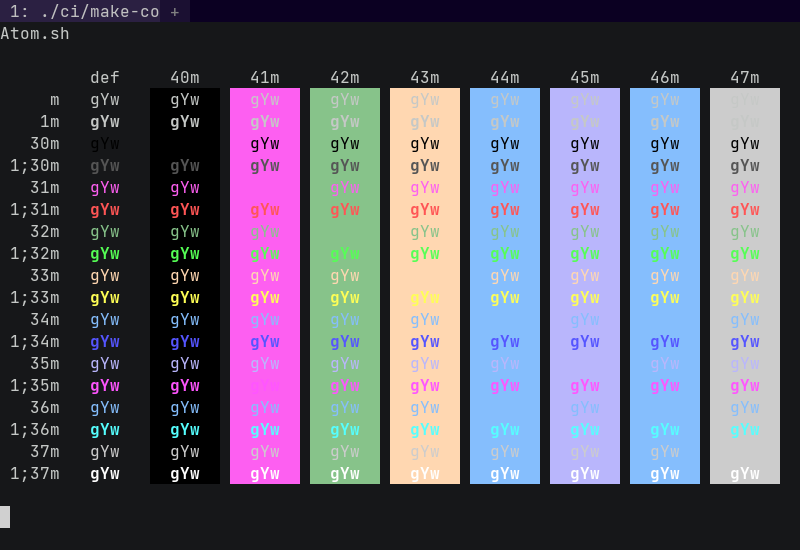 1: ./ci/make-co +
Atom.sh
def 40m 41m 42m 43m 44m 45m 46m 47m
m gYw gYw gYw gYw gYw gYw gYw gYw gYw
1m gYw gYw gYw gYw gYw gYw gYw gYw gYw
30m gYw gYw gYw gYw gYw gYw gYw gYw
1;30m gYw gYw gYw gYw gYw gYw gYw gYw gYw
31m gYw gYw gYw gYw gYw gYw gYw gYw
1;31m gYw gYw gYw gYw gYw gYw gYw gYw gYw
32m gYw gYw gYw gYw gYw gYw gYw gYw
1;32m gYw gYw gYw gYw gYw gYw gYw gYw gYw
33m gYw gYw gYw gYw gYw gYw gYw gYw
1;33m gYw gYw gYw gYw gYw gYw gYw gYw gYw
34m gYw gYw gYw gYw gYw gYw gYw
1;34m gYw gYw gYw gYw gYw gYw gYw gYw gYw
35m gYw gYw gYw gYw gYw gYw gYw gYw
1;35m gYw gYw gYw gYw gYw gYw gYw gYw
36m gYw gYw gYw gYw gYw gYw gYw
1;36m gYw gYw gYw gYw gYw gYw gYw gYw gYw
37m gYw gYw gYw gYw gYw gYw gYw gYw
1;37m gYw gYw gYw gYw gYw gYw gYw gYw gYw